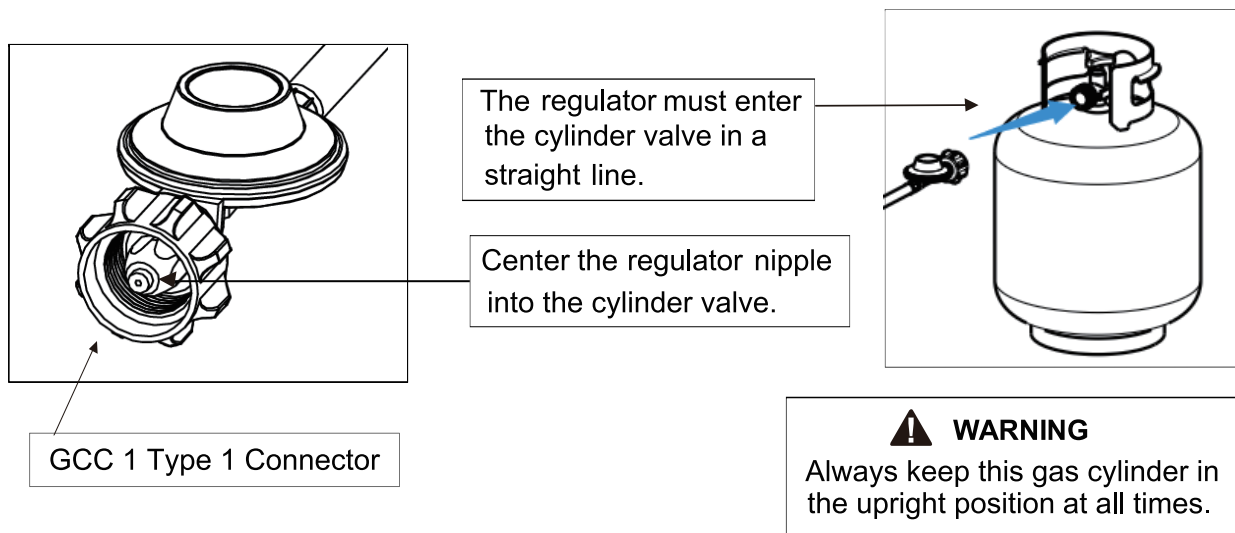 The regulator must enter
the cylinder valve in a
straight line.
Center the regulator nipple
into the cylinder valve.
GCC 1 Type 1 Connector
WARNING
Always keep this gas cylinder in
the upright position at all times.